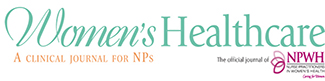 Women's Healthcare
A CLINICAL JOURNAL FOR NPs
The official journal of
NPWH
NURSE PRACTITIONERS
IN WOMEN'S HEALTH